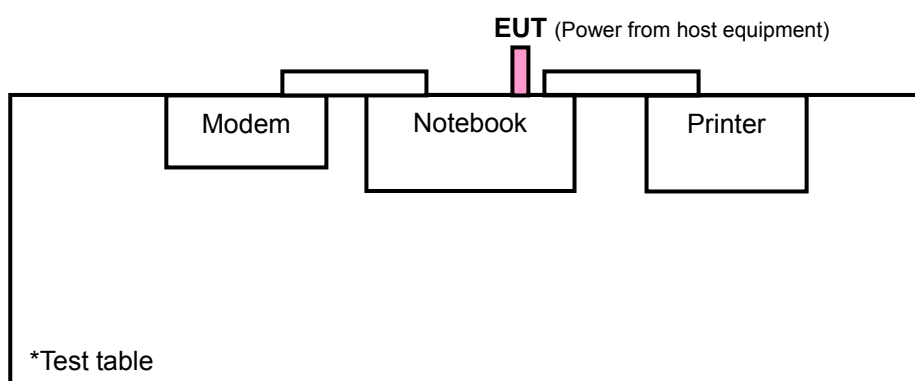 EUT (Power from host equipment)
Modem
Notebook
Printer
*Test table